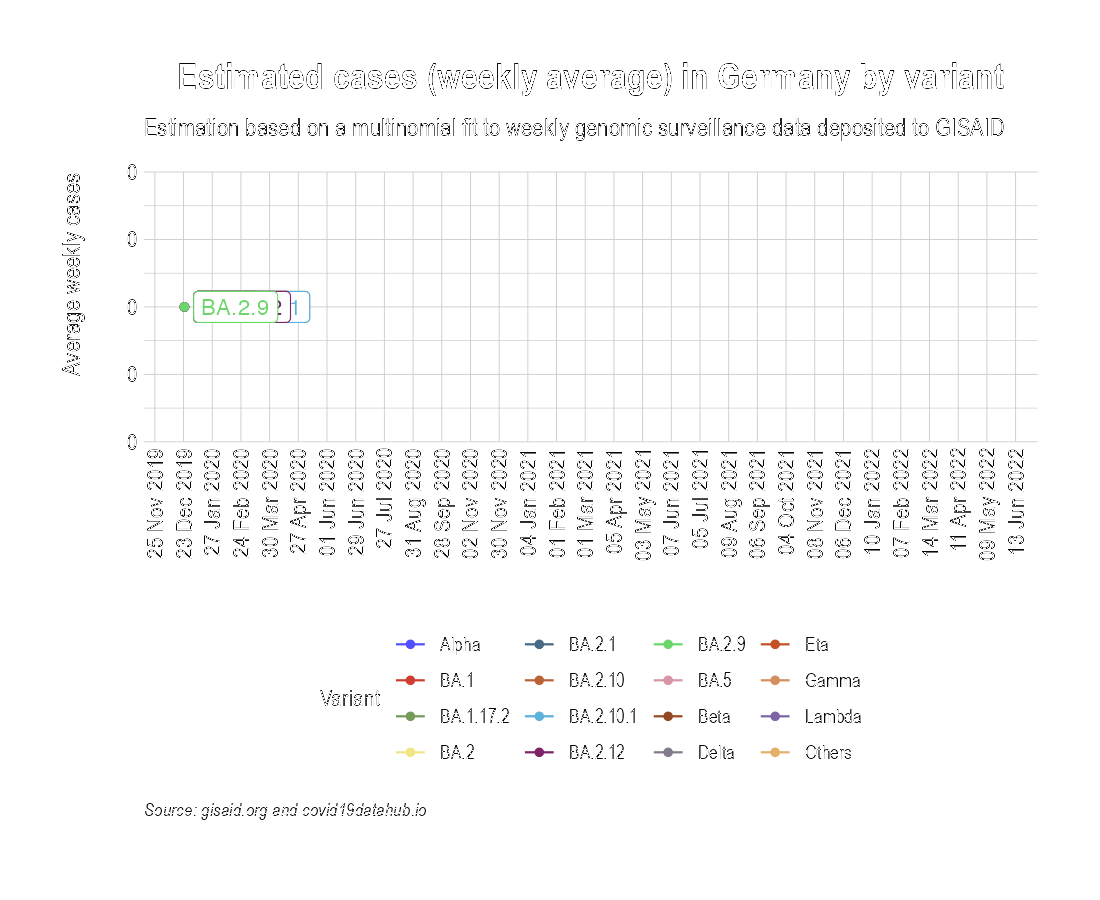 Estimated cases (weekly average) in Germany by variant
Estimation based on a multinomial fit to weekly genomic surveillance data deposited to GISAID
Average weekly cases
0
0
0
0
0
BA.2.9
2
1
25 Nov 2019
23 Dec 2019
27 Jan 2020
24 Feb 2020
30 Mar 2020
27 Apr 2020
01 Jun 2020
29 Jun 2020
27 Jul 2020
31 Aug 2020
28 Sep 2020
02 Nov 2020
30 Nov 2020
04 Jan 2021
01 Feb 2021
01 Mar 2021
05 Apr 2021
03 May 2021
07 Jun 2021
05 Jul 2021
09 Aug 2021
06 Sep 2021
04 Oct 2021
08 Nov 2021
06 Dec 2021
10 Jan 2022
07 Feb 2022
14 Mar 2022
11 Apr 2022
09 May 2022
13 Jun 2022
Variant
Alpha
BA.1
BA.1.17.2
BA.2
BA.2.1
BA.2.10
BA.2.10.1
BA.2.12
BA.2.9
BA.5
Beta
Delta
Eta
Gamma
Lambda
Others
Source: gisaid.org and covid19datahub.io